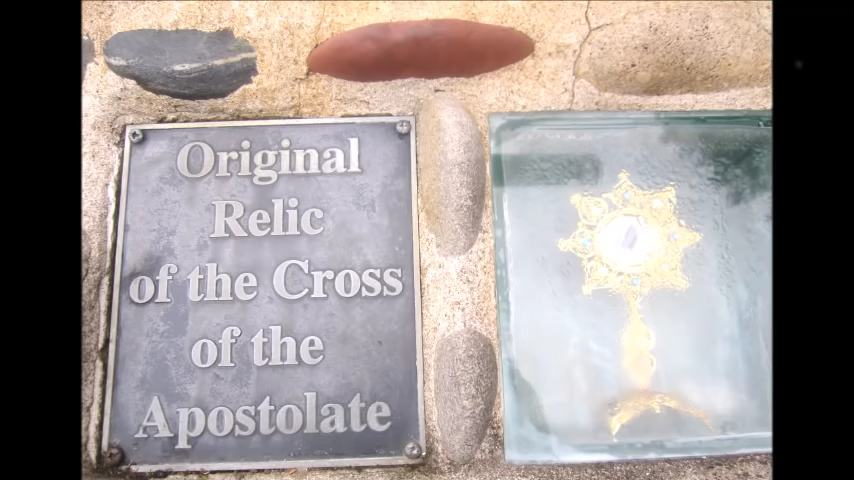 Original
Relic
of the Cross
of the
Apostolate